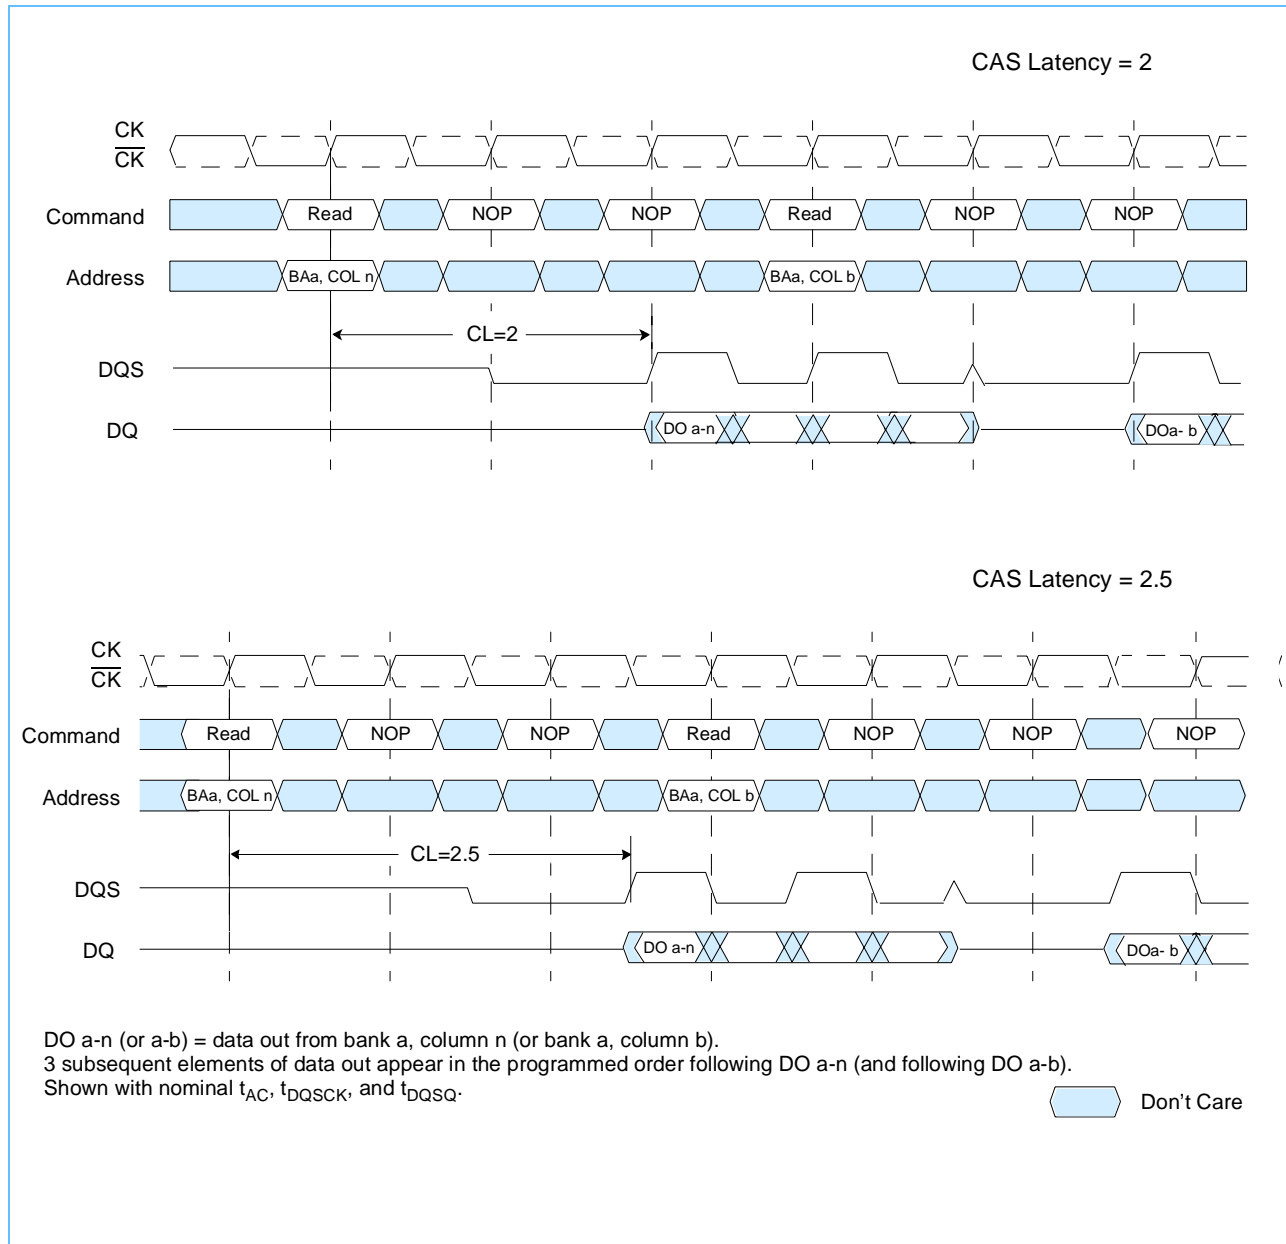 CAS Latency = 2
CK
CK
Command
Read
NOP
NOP
Read
NOP
NOP
Address
BAa, COL n
BAa, COL b
CL=2
DQS
DQ
DO a-n
DOa- b
CAS Latency = 2.5
CK
CK
Command
Read
NOP
NOP
Read
NOP
NOP
NOP
Address
BAa, COL n
BAa, COL b
CL=2.5
DQS
DQ
DO a-n
DOa- b
DO a-n (or a-b) = data out from bank a, column n (or bank a, column b).
3 subsequent elements of data out appear in the programmed order following DO a-n (and following DO a-b).
Shown with nominal tAC, tDQSCK, and tDQSQ.
Don't Care